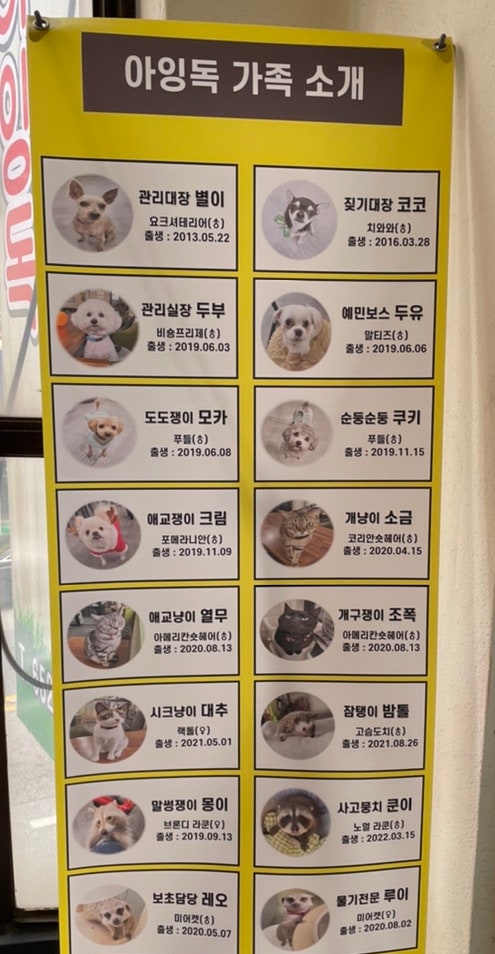 아잉독 가족 소개
관리대장 별이
요크셔테리어(♁)
출생 : 2013.05.22
짖기대장 코코
치와와(♁)
출생 : 2016.03.28
관리실장 두부
비숑프리제(♁)
출생 : 2019.06.03
예민보스 두유
말티즈(♁)
출생 : 2019.06.06
도도쟁이 모카
푸들(♁)
출생 : 2019.06.08
순둥순둥 쿠키
푸들(♁)
출생 : 2019.11.15
애교쟁이 크림
포메라니안(♁)
출생 : 2019.11.09
개냥이 소금
코리안숏헤어(♁)
출생 : 2020.04.15
애교냥이 열무
아메리칸숏헤어(♁)
출생 : 2020.08.13
개구쟁이 조폭
아메리칸숏헤어(♁)
출생 : 2020.08.13
시크냥이 대추
랙돌(♀)
출생 : 2021.05.01
잠탱이 밤톨
고슴도치(♁)
출생 : 2021.08.26
말썽쟁이 몽이
브론디 라쿤(♀)
출생 : 2019.09.13
사고뭉치 쿤이
노멀 라쿤(♁)
출생 : 2022.03.15
보초담당 레오
미어캣(♁)
출생 : 2020.05.07
물기전문 루이
미어캣(♀)
출생 : 2020.08.02